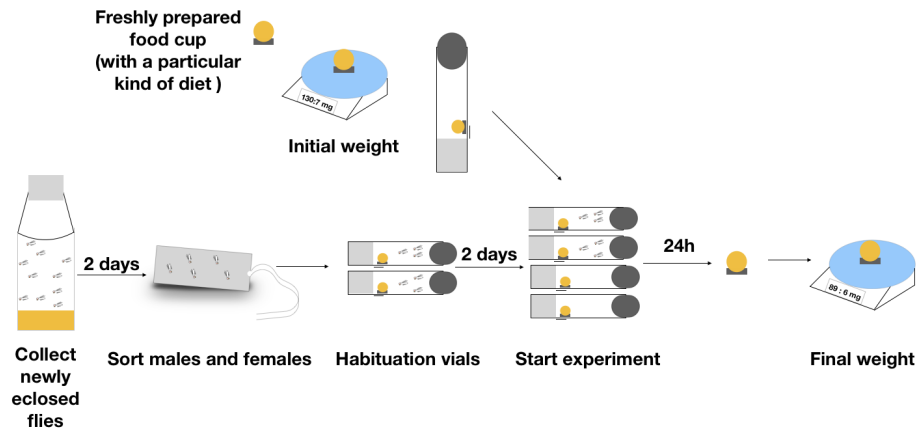 Freshly prepared
food cup
(with a particular
kind of diet )
130:7 mg
Initial weight
2 days
2 days
24h
89 : 6 mg
Collect
newly
eclosed
flies
Sort males and females
Habituation vials
Start experiment
Final weight